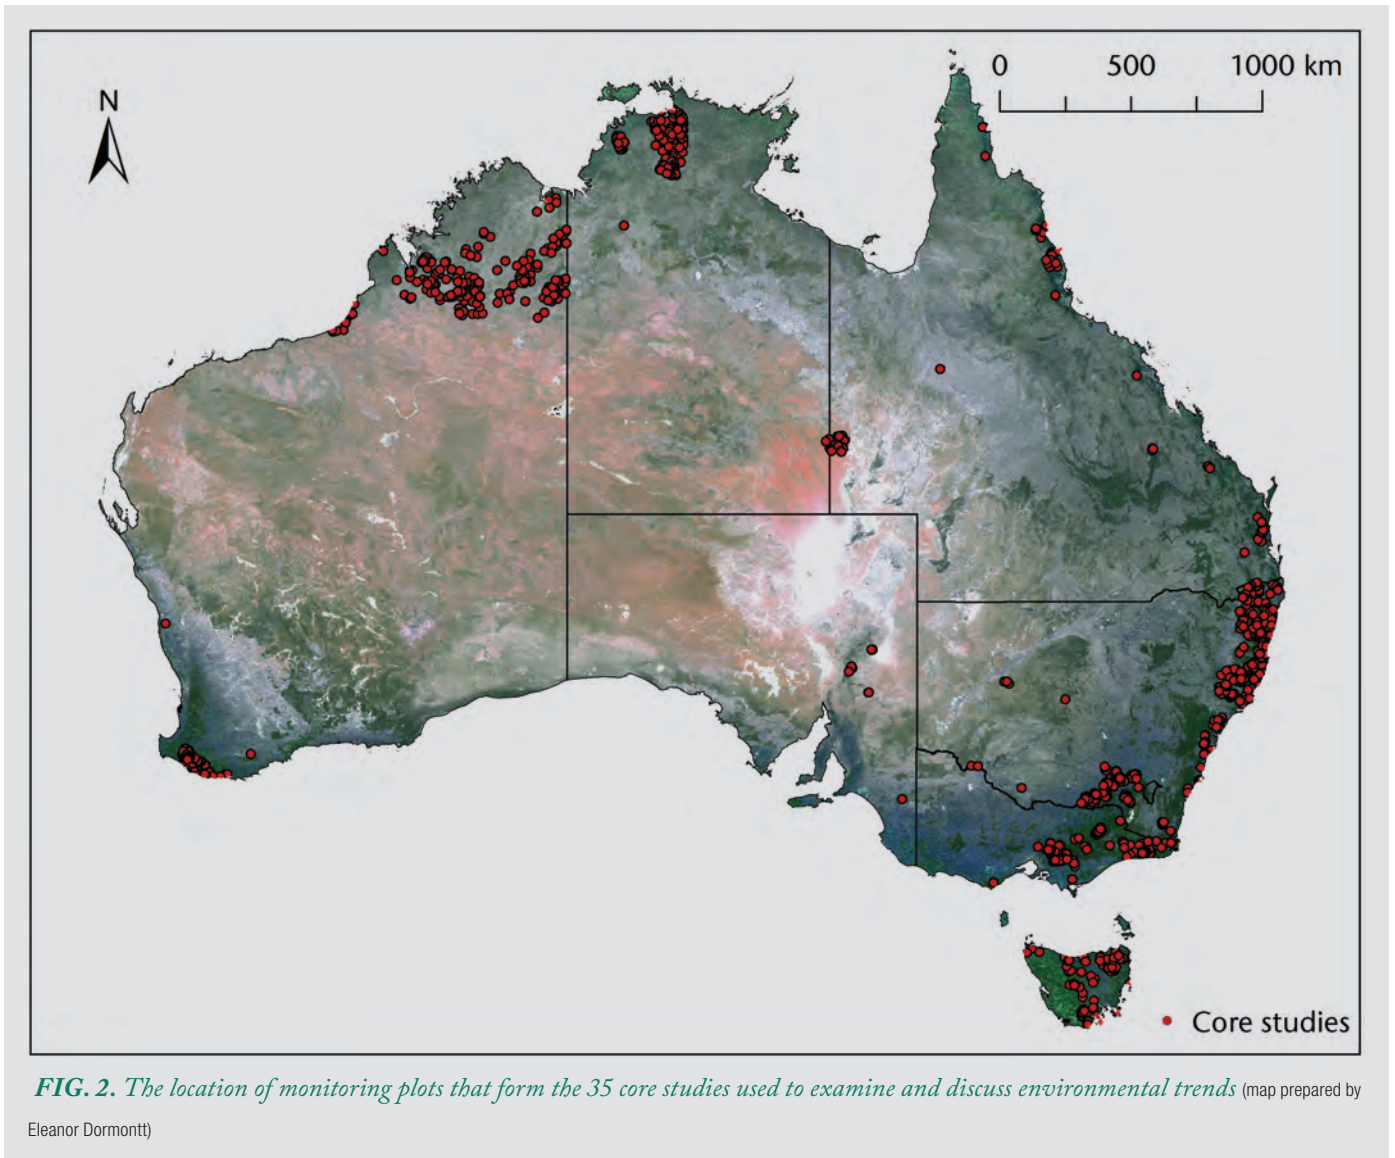 N
0 500 1000 km
Core studies
FIG. 2. The location of monitoring plots that form the 35 core studies used to examine and discuss environmental trends (map prepared by
Eleanor Dormontt)